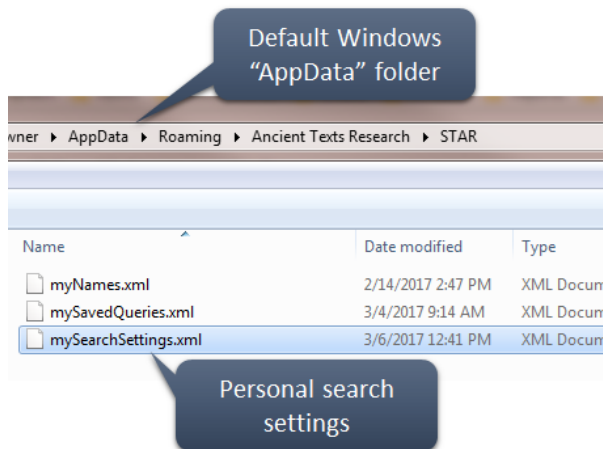 Default Windows
“AppData” folder
wner ▸ AppData ▸ Roaming ▸ Ancient Texts Research ▸ STAR
Name Date modified Type
myNames.xml 2/14/2017 2:47 PM XML Docum
mySavedQueries.xml 3/4/2017 9:14 AM XML Docum
mySearchSettings.xml 3/6/2017 12:41 PM XML Docum
Personal search
settings